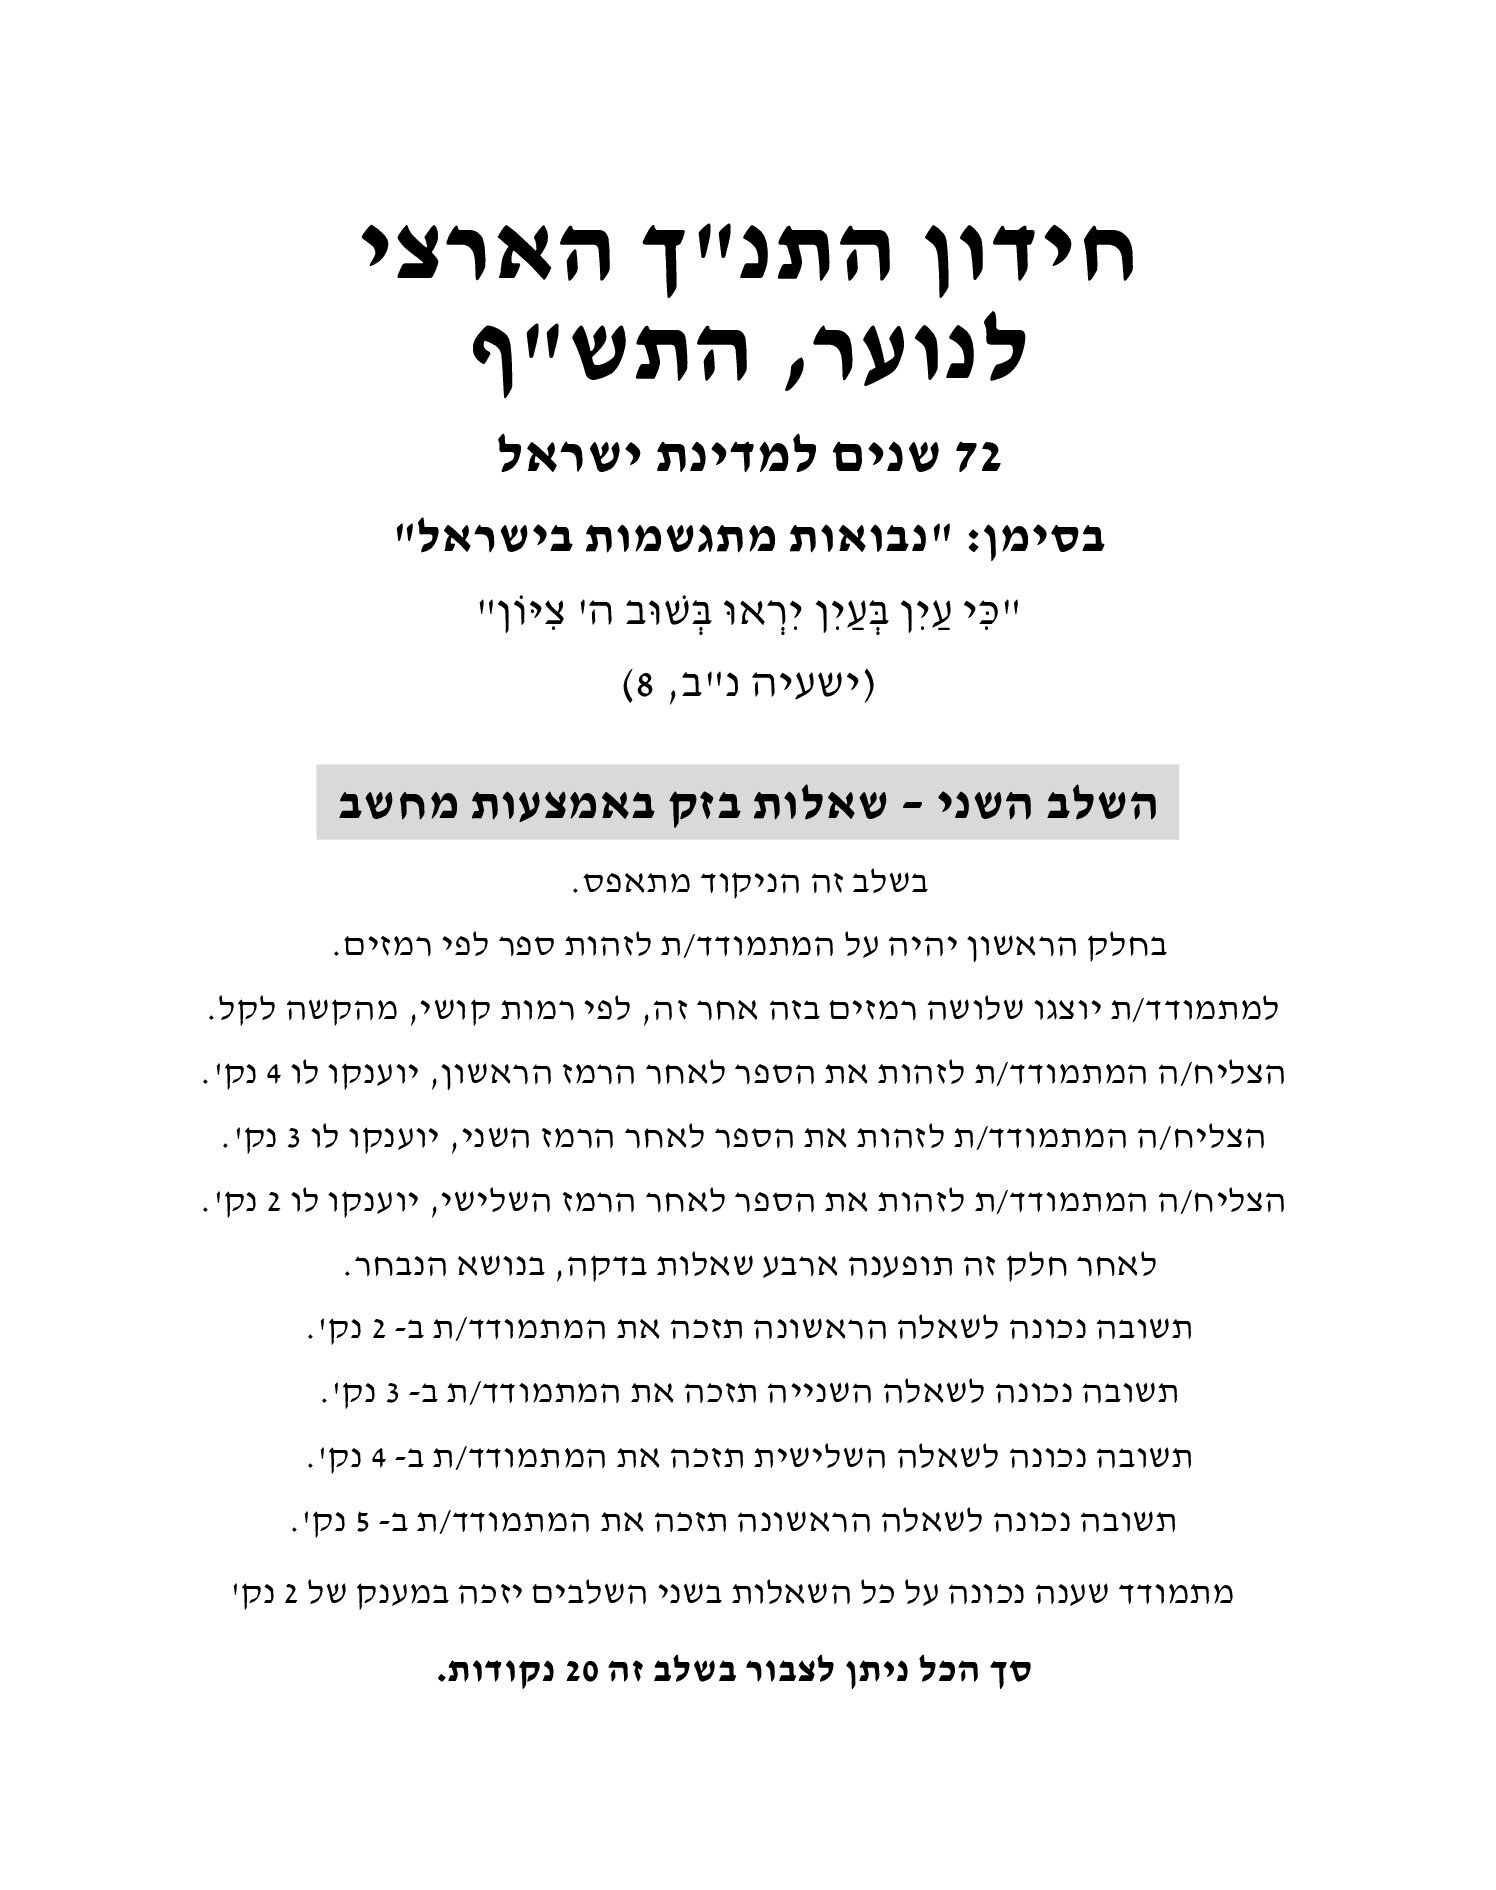 חידון התנ"ך הארצי
לנוער, התש"ף
72 שנים למדינת ישראל
בסימן: "נבואות מתגשמות בישראל"
"כִּי עַיִן בְּעַיִן יִרְאוּ בְּשׁוּב ה' צִיּוֹן"
(ישעיה נ"ב, 8)
השלב השני – שאלות בזק באמצעות מחשב
בשלב זה הניקוד מתאפס.
בחלק הראשון יהיה על המתמודד/ת לזהות ספר לפי רמזים.
למתמודד/ת יוצגו שלושה רמזים בזה אחר זה, לפי רמות קושי, מהקשה לקל.
הצליח/ה המתמודד/ת לזהות את הספר לאחר הרמז הראשון, יוענקו לו 4 נק'.
הצליח/ה המתמודד/ת לזהות את הספר לאחר הרמז השני, יוענקו לו 3 נק'.
הצליח/ה המתמודד/ת לזהות את הספר לאחר הרמז השלישי, יוענקו לו 2 נק'.
לאחר חלק זה תופענה ארבע שאלות בדקה, בנושא הנבחר.
תשובה נכונה לשאלה הראשונה תזכה את המתמודד/ת ב- 2 נק'.
תשובה נכונה לשאלה השנייה תזכה את המתמודד/ת ב- 3 נק'.
תשובה נכונה לשאלה השלישית תזכה את המתמודד/ת ב- 4 נק'.
תשובה נכונה לשאלה הראשונה תזכה את המתמודד/ת ב- 5 נק'.
מתמודד שענה נכונה על כל השאלות בשני השלבים יזכה במענק של 2 נק'
סך הכל ניתן לצבור בשלב זה 20 נקודות.